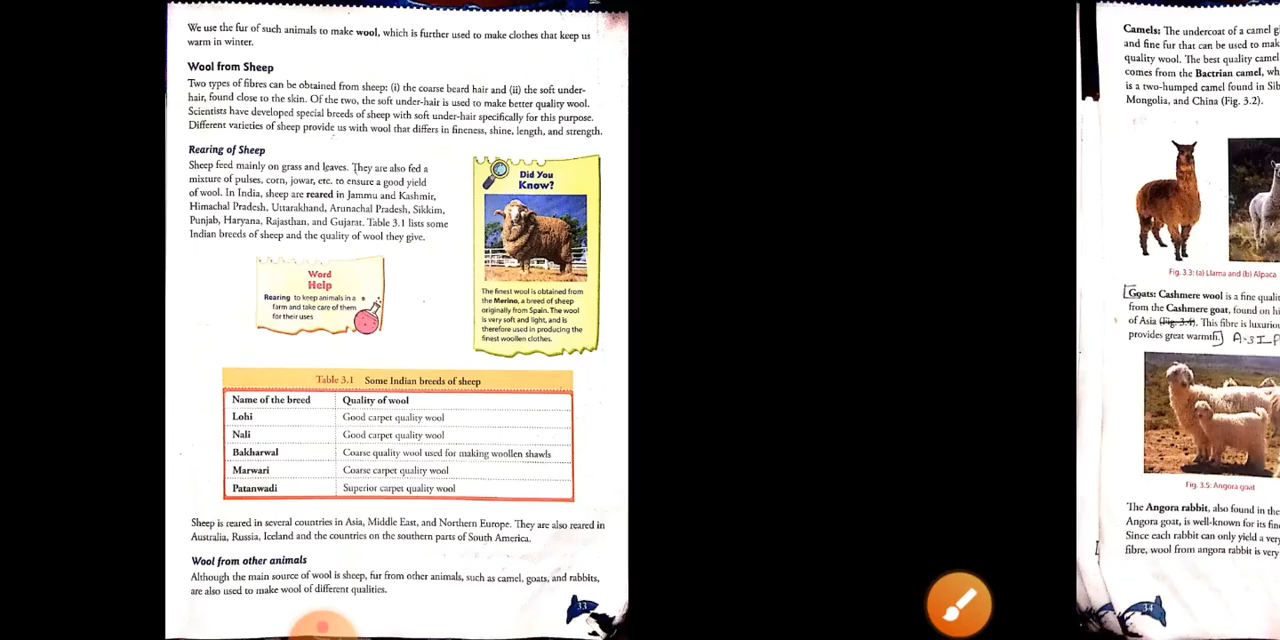 We use the fur of such animals to make wool, which is further used to make clothes that keep us
warm in winter.
Wool from Sheep
Two types of fibres can be obtained from sheep: (i) the coarse beard hair and (ii) the soft under-
hair, found close to the skin. Of the two, the soft under-hair is used to make better quality wool.
Scientists have developed special breeds of sheep with soft under-hair specifically for this purpose.
Different varieties of sheep provide us with wool that differs in fineness, shine, length, and strength.
Rearing of Sheep
Sheep feed mainly on grass and leaves. They are also fed a
mixture of pulses, corn, jowar, etc. to ensure a good yield
of wool. In India, sheep are reared in Jammu and Kashmir,
Himachal Pradesh, Uttarakhand, Arunachal Pradesh, Sikkim,
Punjab, Haryana, Rajasthan, and Gujarat. Table 3.1 lists some
Indian breeds of sheep and the quality of wool they give.
Word
Help
Rearing to keep animals in a
farm and take care of them
for their uses
Did You
Know?
The finest wool is obtained from
the Merino, a breed of sheep
originally from Spain. The wool
is very soft and light, and is
therefore used in producing the
finest woollen clothes.
Table 3.1 Some Indian breeds of sheep
Name of the breed Quality of wool
Lohi Good carpet quality wool
Nali Good carpet quality wool
Bakharwal Coarse quality wool used for making woollen shawls
Marwari Coarse carpet quality wool
Patanwadi Superior carpet quality wool
Sheep is reared in several countries in Asia, Middle East, and Northern Europe. They are also reared in
Australia, Russia, Iceland and the countries on the southern parts of South America.
Wool from other animals
Although the main source of wool is sheep, fur from other animals, such as camel, goats, and rabbits,
are also used to make wool of different qualities.
33
Camels: The undercoat of a camel
and fine fur that can be used to
quality wool. The best quality camel
comes from the Bactrian camel,
is a two-humped camel found in
Mongolia, and China (Fig. 3.2).
Fig. 3.3: (a) Llama and (b) Alpaca
Goats: Cashmere wool is a fine
from the Cashmere goat, found on
of Asia (Fig. 3.4). This fibre is
provides great warmth.
Fig. 3.5: Angora goat
The Angora rabbit, also found in the
Angora goat, is well-known for its
Since each rabbit can only yield a
fibre, wool from angora rabbit is very
34